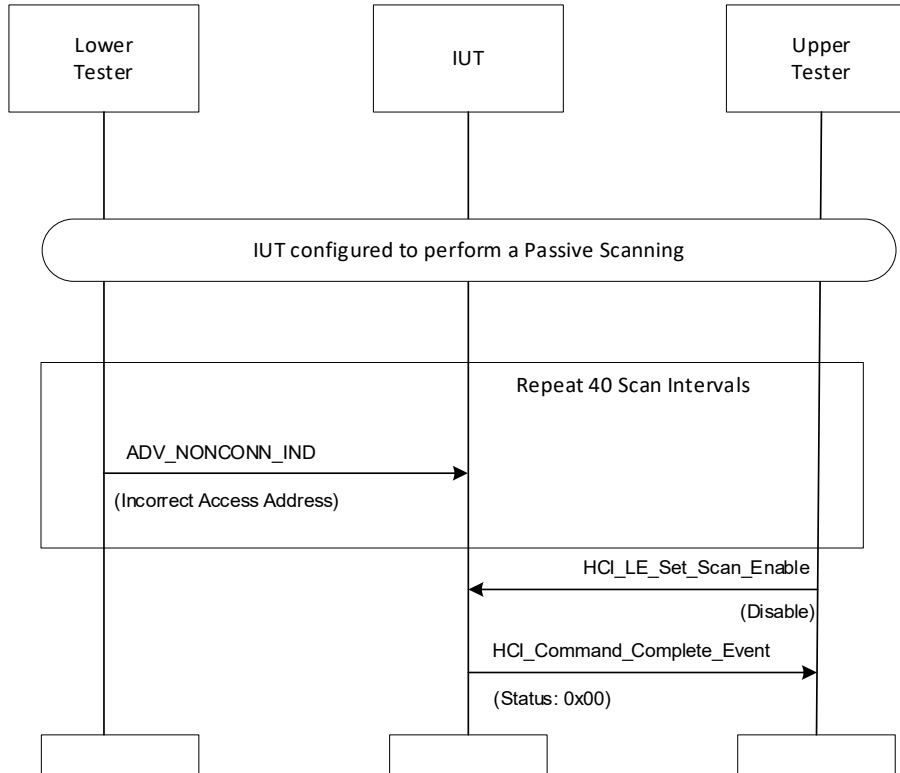 Lower
Tester
IUT
Upper
Tester
IUT configured to perform a Passive Scanning
Repeat 40 Scan Intervals
ADV_NONCONN_IND
(Incorrect Access Address)
HCI_LE_Set_Scan_Enable
(Disable)
HCI_Command_Complete_Event
(Status: 0x00)